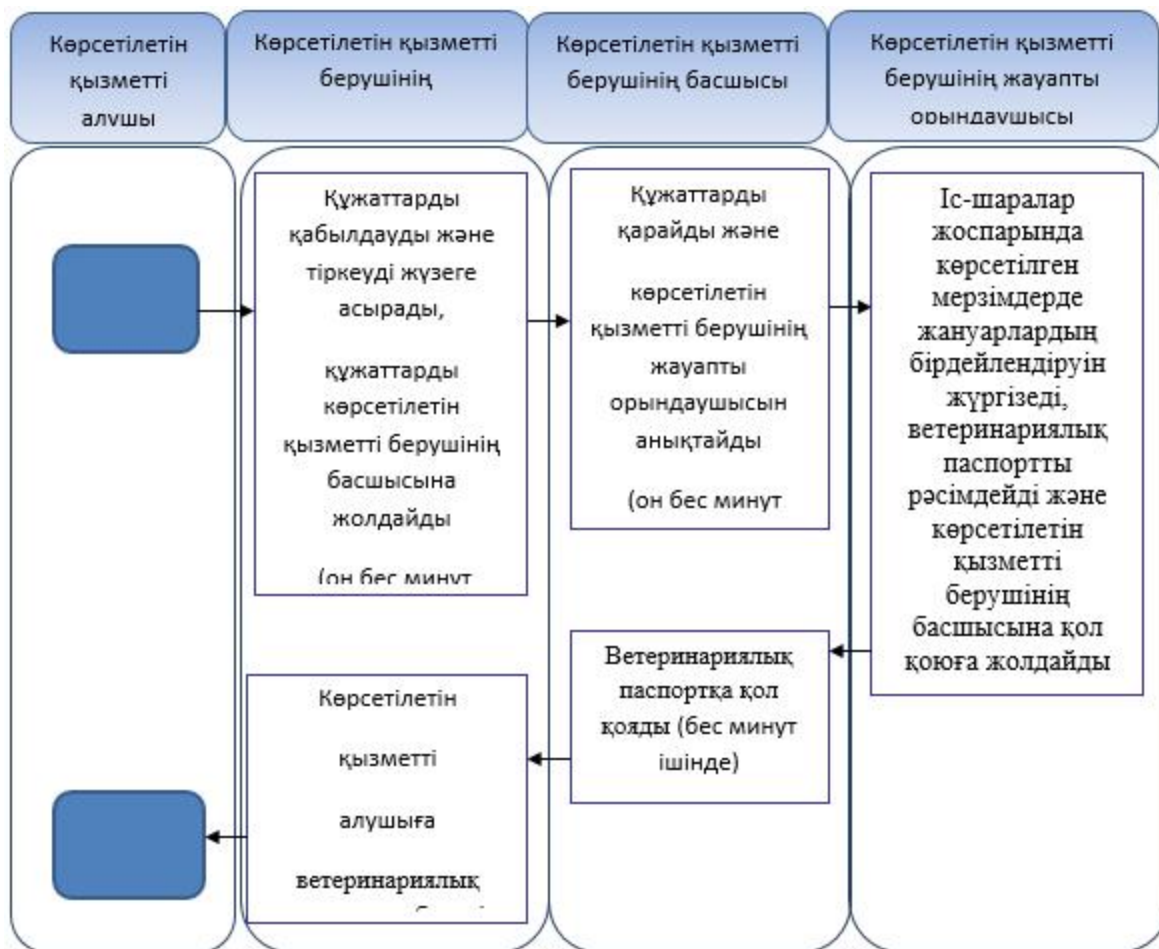 Көрсетілетін
қызметті
алушы
Көрсетілетін қызметті
берушінің
Көрсетілетін қызметті
берушінің басшысы
Көрсетілетін қызметті
берушінің жауапты
орындаушысы
Құжаттарды
қабылдауды және
тіркеуді жүзеге
асырады,
құжаттарды
көрсетілетін
қызметті берушінің
басшысына
жолдайды
(он бес минут
Құжаттарды
қарайды және
көрсетілетін
қызметті берушінің
жауапты
орындаушысын
анықтайды
(он бес минут
Іс-шаралар
жоспарында
көрсетілген
мерзімдерде
жануарлардың
бірдейлендіруін
жүргізеді,
ветеринариялық
паспортты
рәсімдейді және
көрсетілетін
қызметті
берушінің
басшысына қол
қоюға жолдайды
Ветеринариялық
паспортқа қол
қояды (бес минут
ішінде)
Көрсетілетін
қызметті
алушыға
ветеринариялық